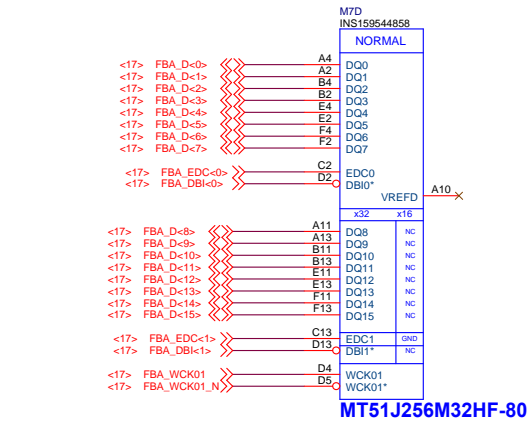 M7D
INS159544858
NORMAL
<17> FBA_D<0> A4 DQ0
<17> FBA_D<1> A2 DQ1
<17> FBA_D<2> B4 DQ2
<17> FBA_D<3> B2 DQ3
<17> FBA_D<4> E4 DQ4
<17> FBA_D<5> E2 DQ5
<17> FBA_D<6> F4 DQ6
<17> FBA_D<7> F2 DQ7
<17> FBA_EDC<0> C2 EDC0
<17> FBA_DBI<0> D2 DBI0*
VREFD A10
x32 x16
<17> FBA_D<8> A11 DQ8 NC
<17> FBA_D<9> A13 DQ9 NC
<17> FBA_D<10> B11 DQ10 NC
<17> FBA_D<11> B13 DQ11 NC
<17> FBA_D<12> E11 DQ12 NC
<17> FBA_D<13> E13 DQ13 NC
<17> FBA_D<14> F11 DQ14 NC
<17> FBA_D<15> F13 DQ15 NC
<17> FBA_EDC<1> C13 EDC1 GND
<17> FBA_DBI<1> D13 DBI1* NC
<17> FBA_WCK01 D4 WCK01
<17> FBA_WCK01_N D5 WCK01*
MT51J256M32HF-80